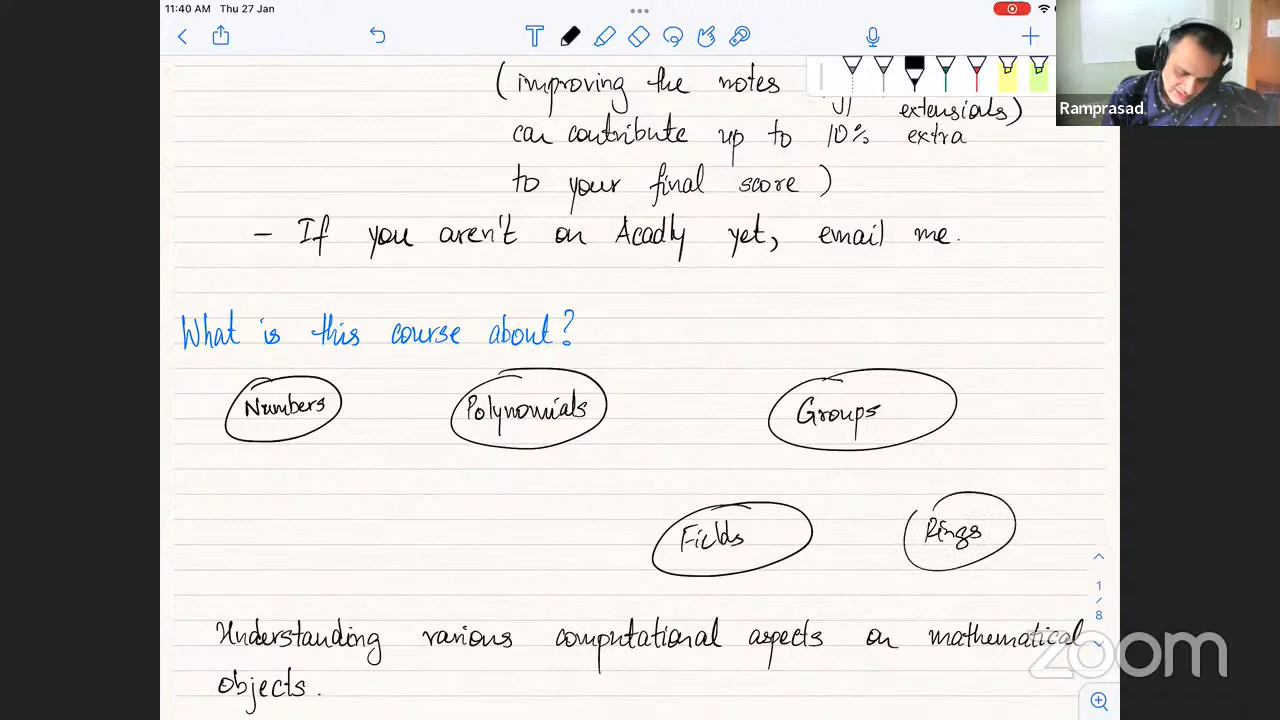 11:40 AM Thu 27 Jan
(improving the notes
extensions)
Ramprasad
can contribute up to 10% extra
to your final score)
- If you aren't on Acadly yet, email me.
What is this course about?
Numbers Polynomials Groups
Fields Rings
1
/
8
Understanding various computational aspects on mathematical
objects.
zoom